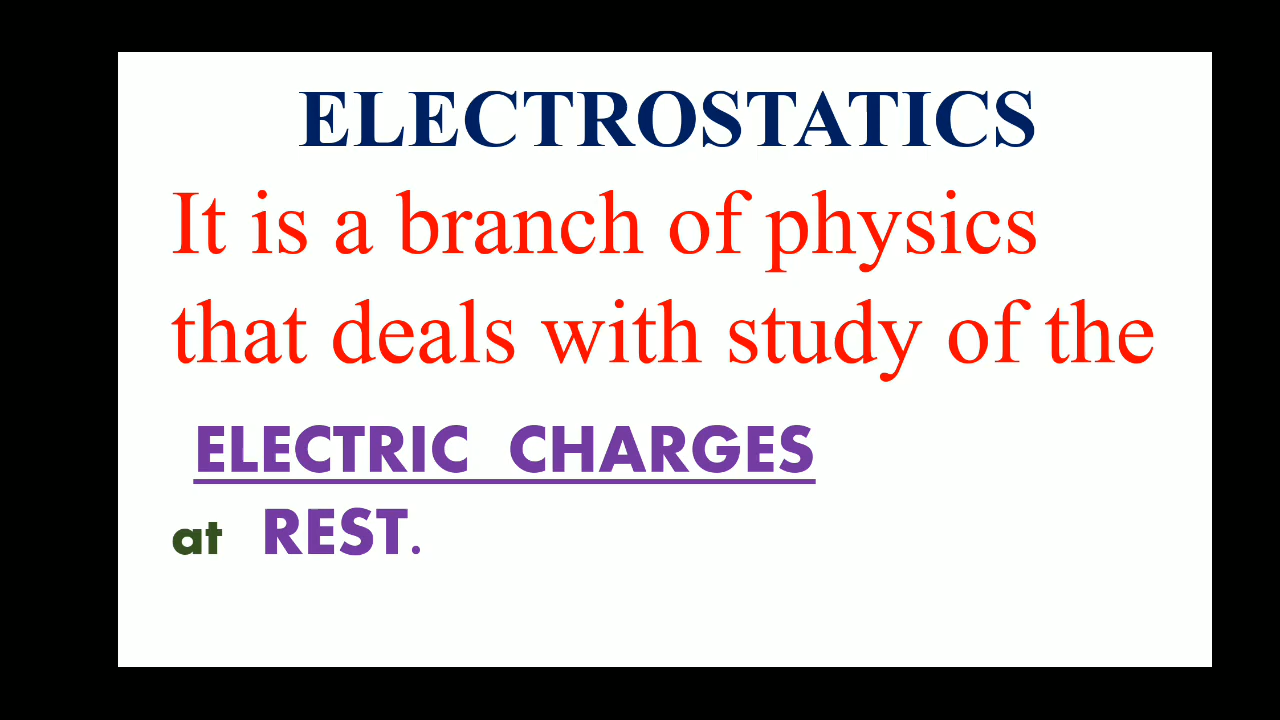 ELECTROSTATICS
It is a branch of physics
that deals with study of the
ELECTRIC CHARGES
at REST.